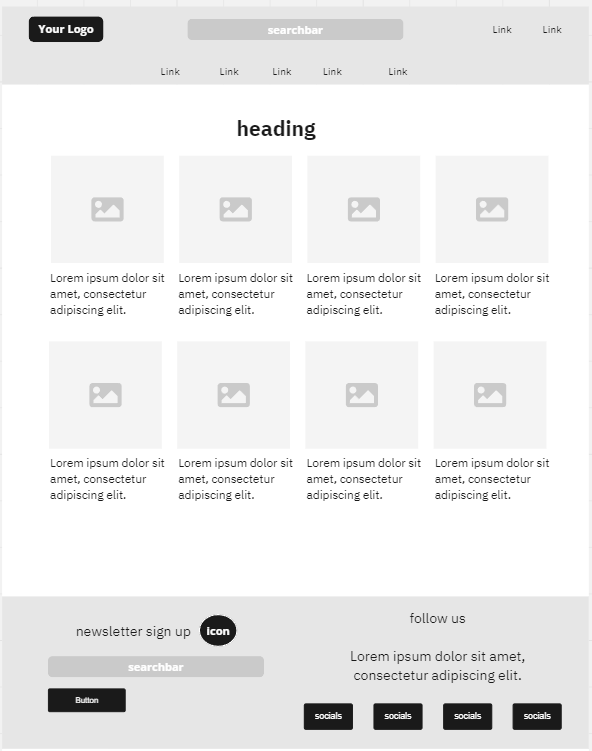 Your Logo
searchbar
Link
Link
Link
Link
Link
Link
Link
heading
Lorem ipsum dolor sit
amet, consectetur
adipiscing elit.
Lorem ipsum dolor sit
amet, consectetur
adipiscing elit.
Lorem ipsum dolor sit
amet, consectetur
adipiscing elit.
Lorem ipsum dolor sit
amet, consectetur
adipiscing elit.
Lorem ipsum dolor sit
amet, consectetur
adipiscing elit.
Lorem ipsum dolor sit
amet, consectetur
adipiscing elit.
Lorem ipsum dolor sit
amet, consectetur
adipiscing elit.
Lorem ipsum dolor sit
amet, consectetur
adipiscing elit.
newsletter sign up
icon
searchbar
Button
follow us
Lorem ipsum dolor sit amet,
consectetur adipiscing elit.
socials
socials
socials
socials